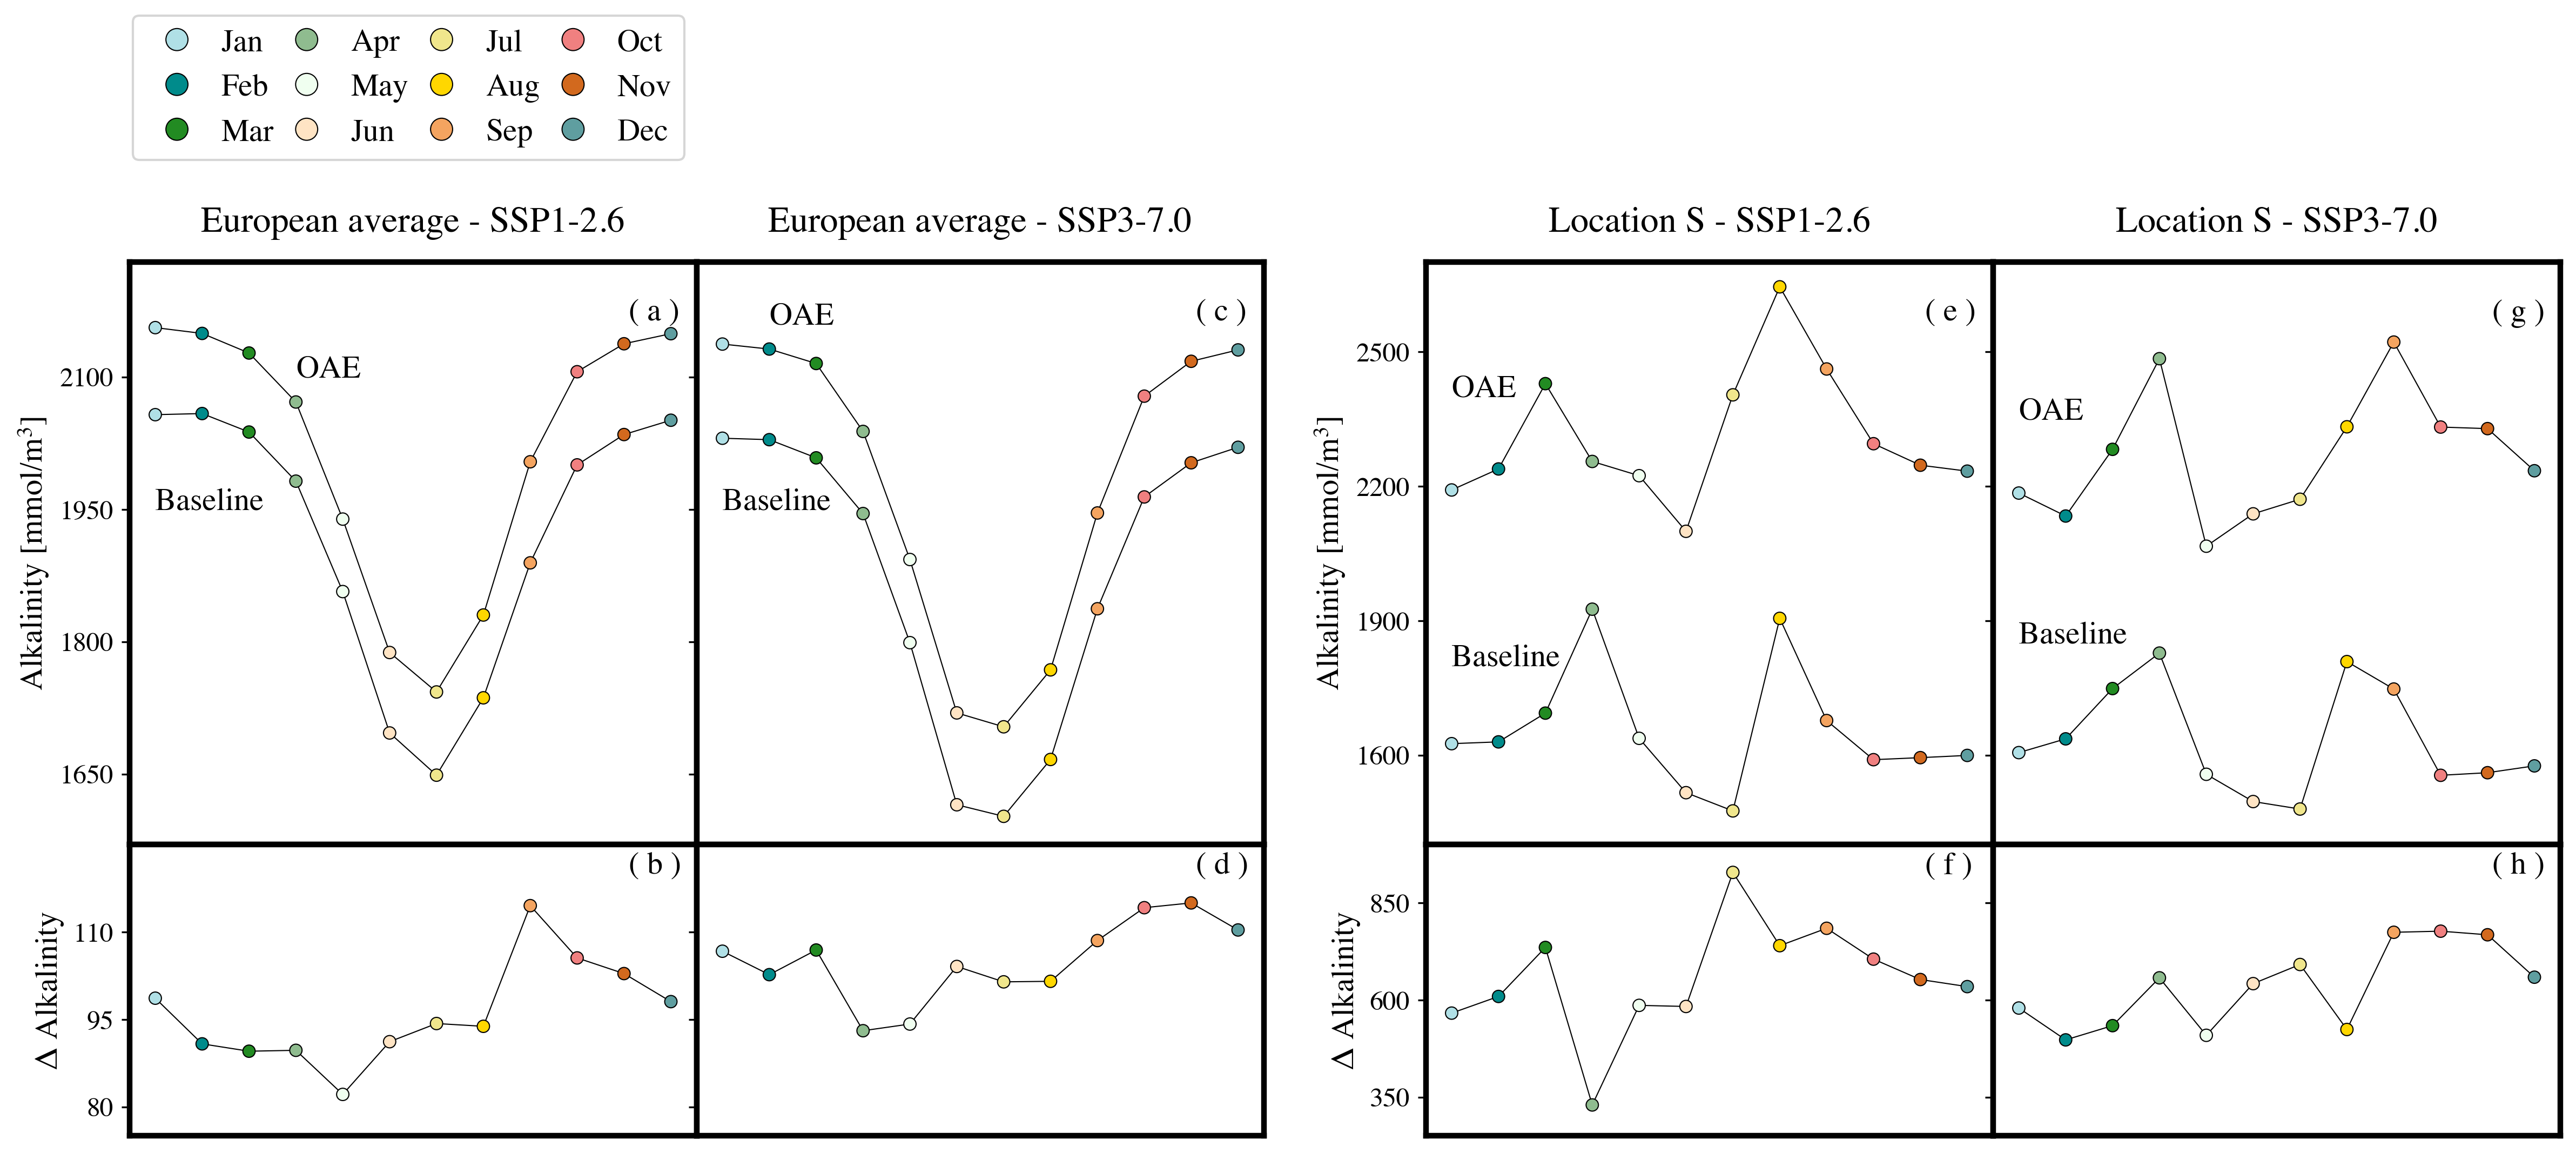 Jan Apr Jul Oct
Feb May Aug Nov
Mar Jun Sep Dec
European average - SSP1-2.6
European average - SSP3-7.0
Location S - SSP1-2.6
Location S - SSP3-7.0
Alkalinity [mmol/m³]
2100
1950
1800
1650
( a )
OAE
Baseline
( c )
OAE
Baseline
Δ Alkalinity
110
95
80
( b )
( d )
Alkalinity [mmol/m³]
2500
2200
1900
1600
( e )
OAE
Baseline
( g )
OAE
Baseline
Δ Alkalinity
850
600
350
( f )
( h )